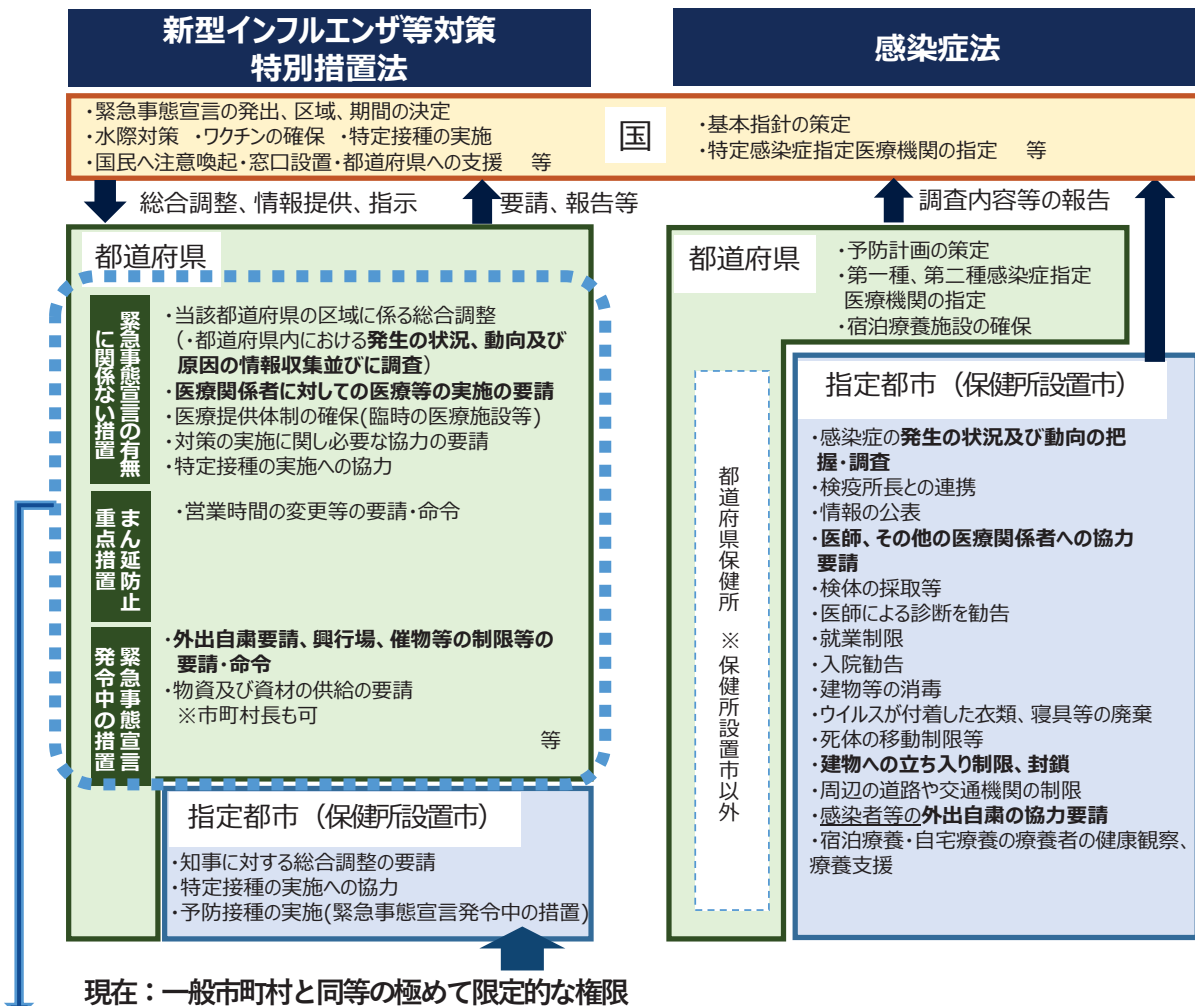 新型インフルエンザ等対策
特別措置法
感染症法
・緊急事態宣言の発出、区域、期間の決定
・水際対策 ・ワクチンの確保 ・特定接種の実施
・国民へ注意喚起・窓口設置・都道府県への支援 等
国
・基本指針の策定
・特定感染症指定医療機関の指定 等
総合調整、情報提供、指示
要請、報告等
調査内容等の報告
都道府県
緊急事態宣言の有無
に関係ない措置
・当該都道府県の区域に係る総合調整
（・都道府県内における発生の状況、動向及び
原因の情報収集並びに調査）
・医療関係者に対しての医療等の実施の要請
・医療提供体制の確保(臨時の医療施設等)
・対策の実施に関し必要な協力の要請
・特定接種の実施への協力
まん延防止
重点措置
・営業時間の変更等の要請・命令
緊急事態宣言
発令中の措置
・外出自粛要請、興行場、催物等の制限等の
要請・命令
・物資及び資材の供給の要請
※市町村長も可
等
指定都市（保健所設置市）
・知事に対する総合調整の要請
・特定接種の実施への協力
・予防接種の実施(緊急事態宣言発令中の措置)
現在：一般市町村と同等の極めて限定的な権限
都道府県
・予防計画の策定
・第一種、第二種感染症指定
医療機関の指定
・宿泊療養施設の確保
都道府県保健所 ※保健所設置市以外
指定都市（保健所設置市）
・感染症の発生の状況及び動向の把
握・調査
・検疫所長との連携
・情報の公表
・医師、その他の医療関係者への協力
要請
・検体の採取等
・医師による診断を勧告
・就業制限
・入院勧告
・建物等の消毒
・ウイルスが付着した衣類、寝具等の廃棄
・死体の移動制限等
・建物への立ち入り制限、封鎖
・周辺の道路や交通機関の制限
・感染者等の外出自粛の協力要請
・宿泊療養・自宅療養の療養者の健康観察、
療養支援